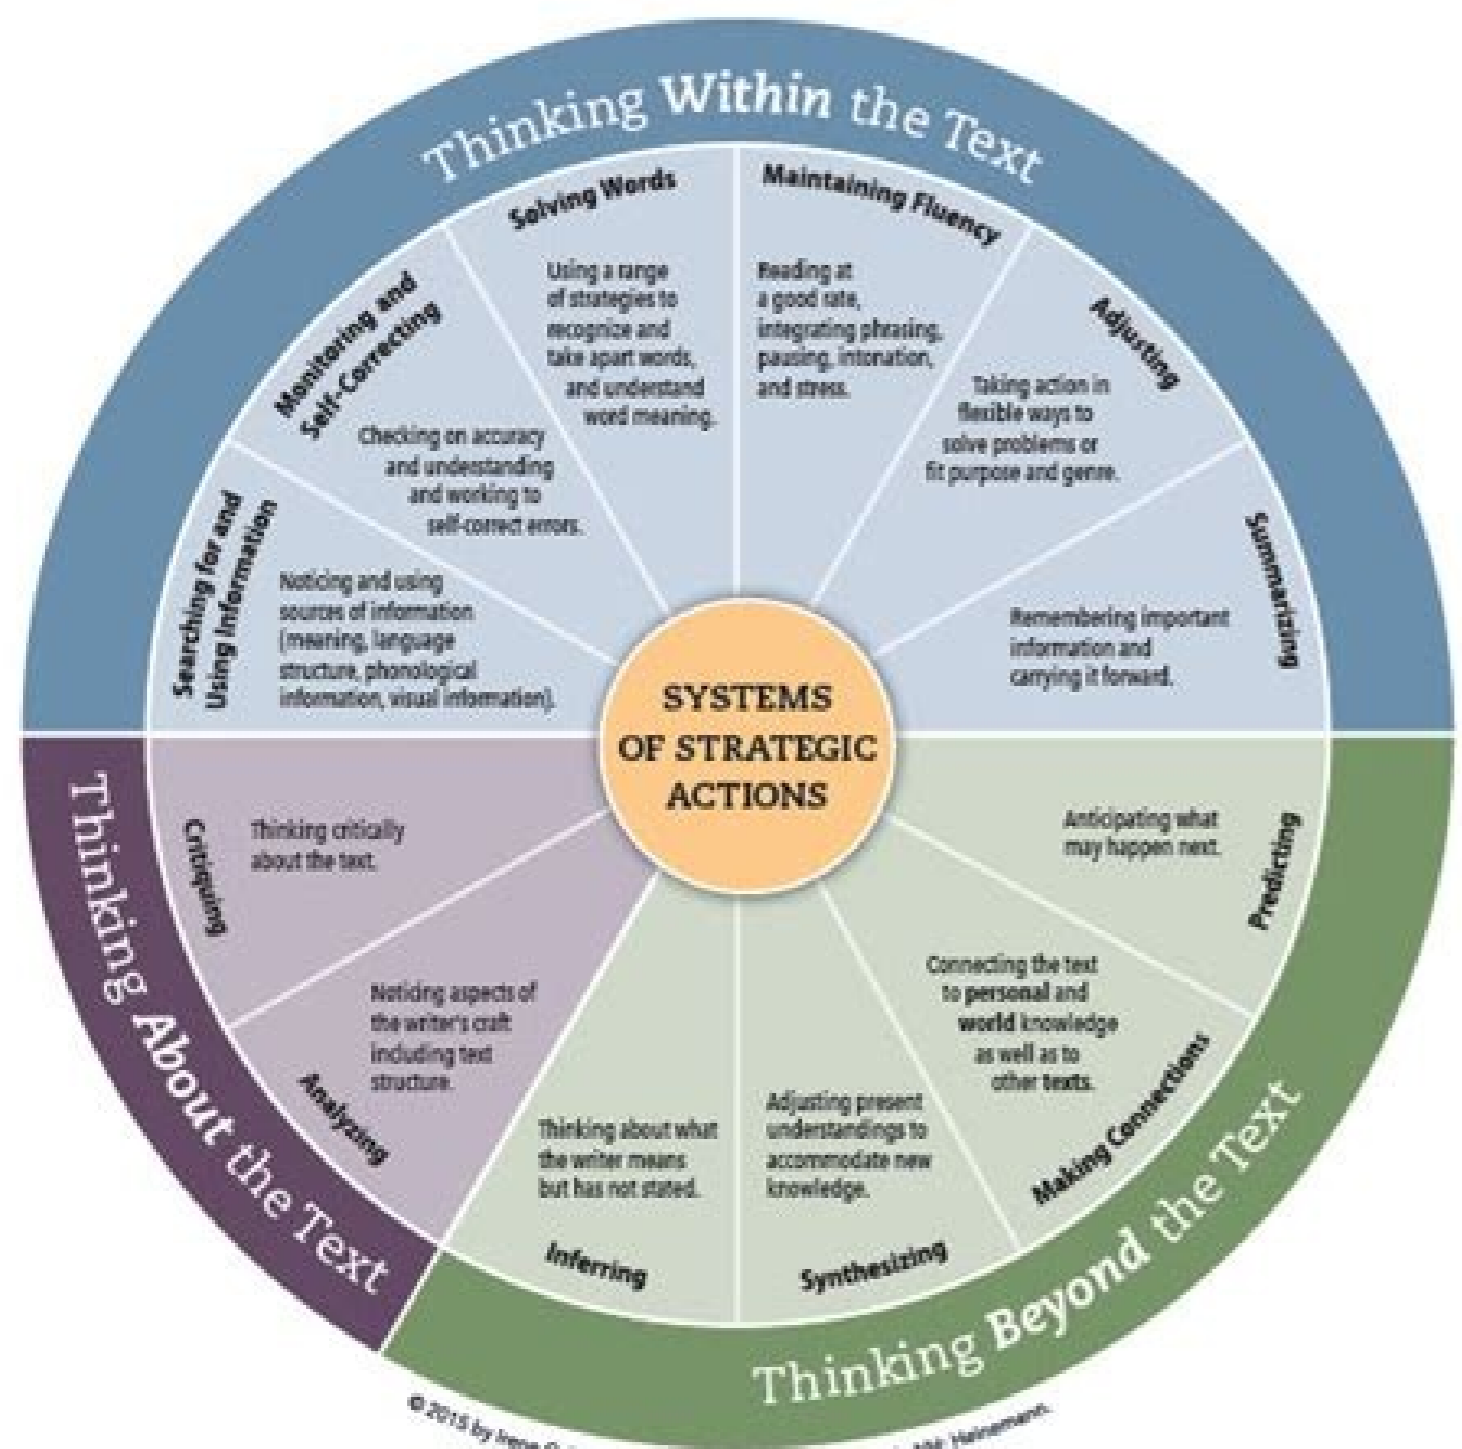 Thinking Within the Text
Searching for and
Using Information
Noticing and using
sources of information
(meaning, language
structure, phonological
information, visual information).
Monitoring and
Self-Correcting
Checking on accuracy
and understanding
and working to
self-correct errors.
Solving Words
Using a range
of strategies to
recognize and
take apart words,
and understand
word meaning.
Maintaining Fluency
Reading at
a good rate,
integrating phrasing,
pausing, intonation,
and stress.
Adjusting
Taking action in
flexible ways to
solve problems or
fit purpose and genre.
Summarizing
Remembering important
information and
carrying it forward.
SYSTEMS
OF STRATEGIC
ACTIONS
Thinking Beyond the Text
Predicting
Anticipating what
may happen next.
Making Connections
Connecting the text
to personal and
world knowledge
as well as to
other texts.
Synthesizing
Adjusting present
understandings to
accommodate new
knowledge.
Inferring
Thinking about what
the writer means
but has not stated.
Thinking About the Text
Analyzing
Noticing aspects of
the writer's craft
including text
structure.
Critiquing
Thinking critically
about the text.
© 2015 by Irene
Heinemann.